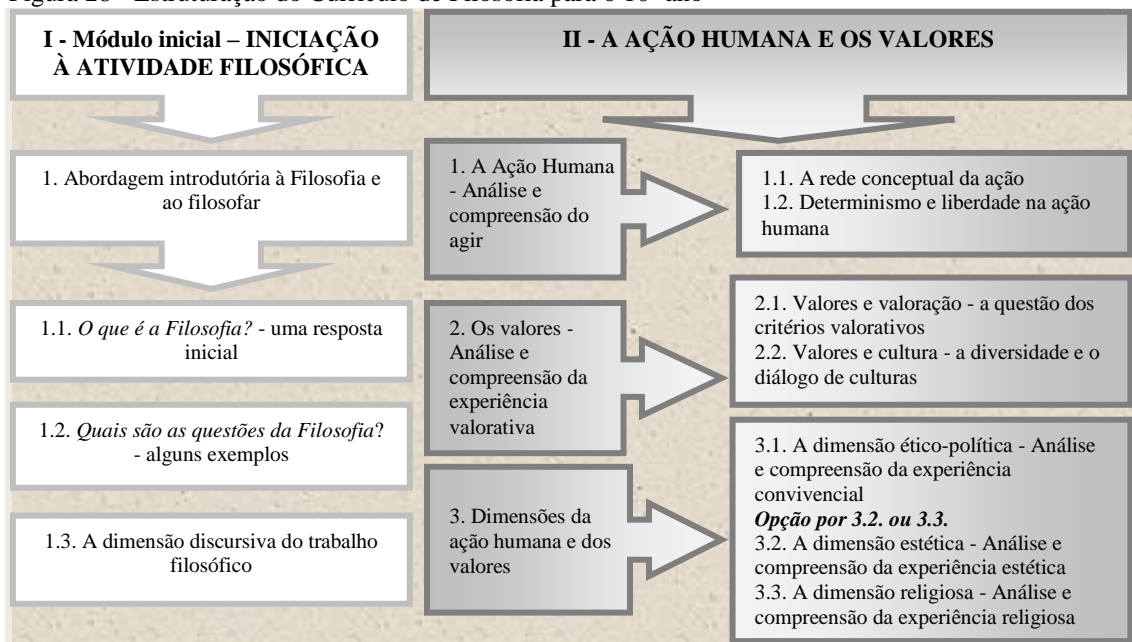 Figura 28 - Estruturação do Currículo de Filosofia para o 10º ano
I - Módulo inicial – INICIAÇÃO
À ATIVIDADE FILOSÓFICA
1. Abordagem introdutória à Filosofia e
ao filosofar
1.1. O que é a Filosofia? - uma resposta
inicial
1.2. Quais são as questões da Filosofia?
- alguns exemplos
1.3. A dimensão discursiva do trabalho
filosófico
II - A AÇÃO HUMANA E OS VALORES
1. A Ação Humana
- Análise e
compreensão do
agir
1.1. A rede conceptual da ação
1.2. Determinismo e liberdade na ação
humana
2. Os valores -
Análise e
compreensão da
experiência
valorativa
2.1. Valores e valoração - a questão dos
critérios valorativos
2.2. Valores e cultura - a diversidade e o
diálogo de culturas
3. Dimensões da
ação humana e dos
valores
3.1. A dimensão ético-política - Análise
e compreensão da experiência
convivencial
Opção por 3.2. ou 3.3.
3.2. A dimensão estética - Análise e
compreensão da experiência estética
3.3. A dimensão religiosa - Análise e
compreensão da experiência religiosa